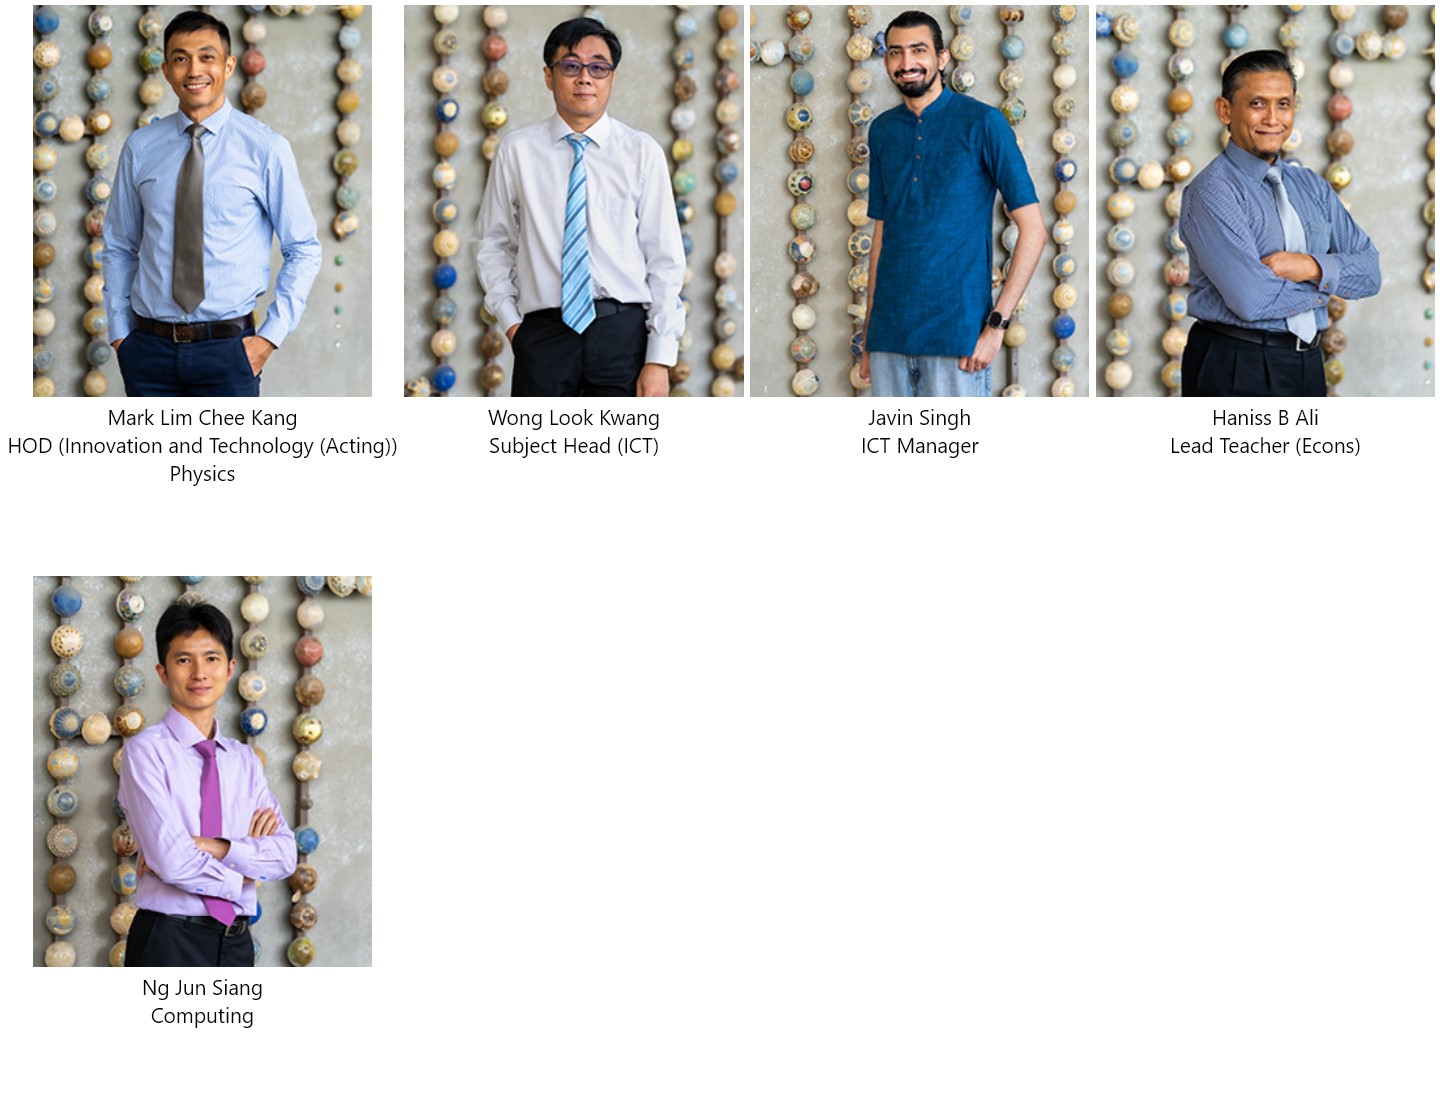 Mark Lim Chee Kang
HOD (Innovation and Technology (Acting))
Physics
Wong Look Kwang
Subject Head (ICT)
Javin Singh
ICT Manager
Haniss B Ali
Lead Teacher (Econs)
Ng Jun Siang
Computing